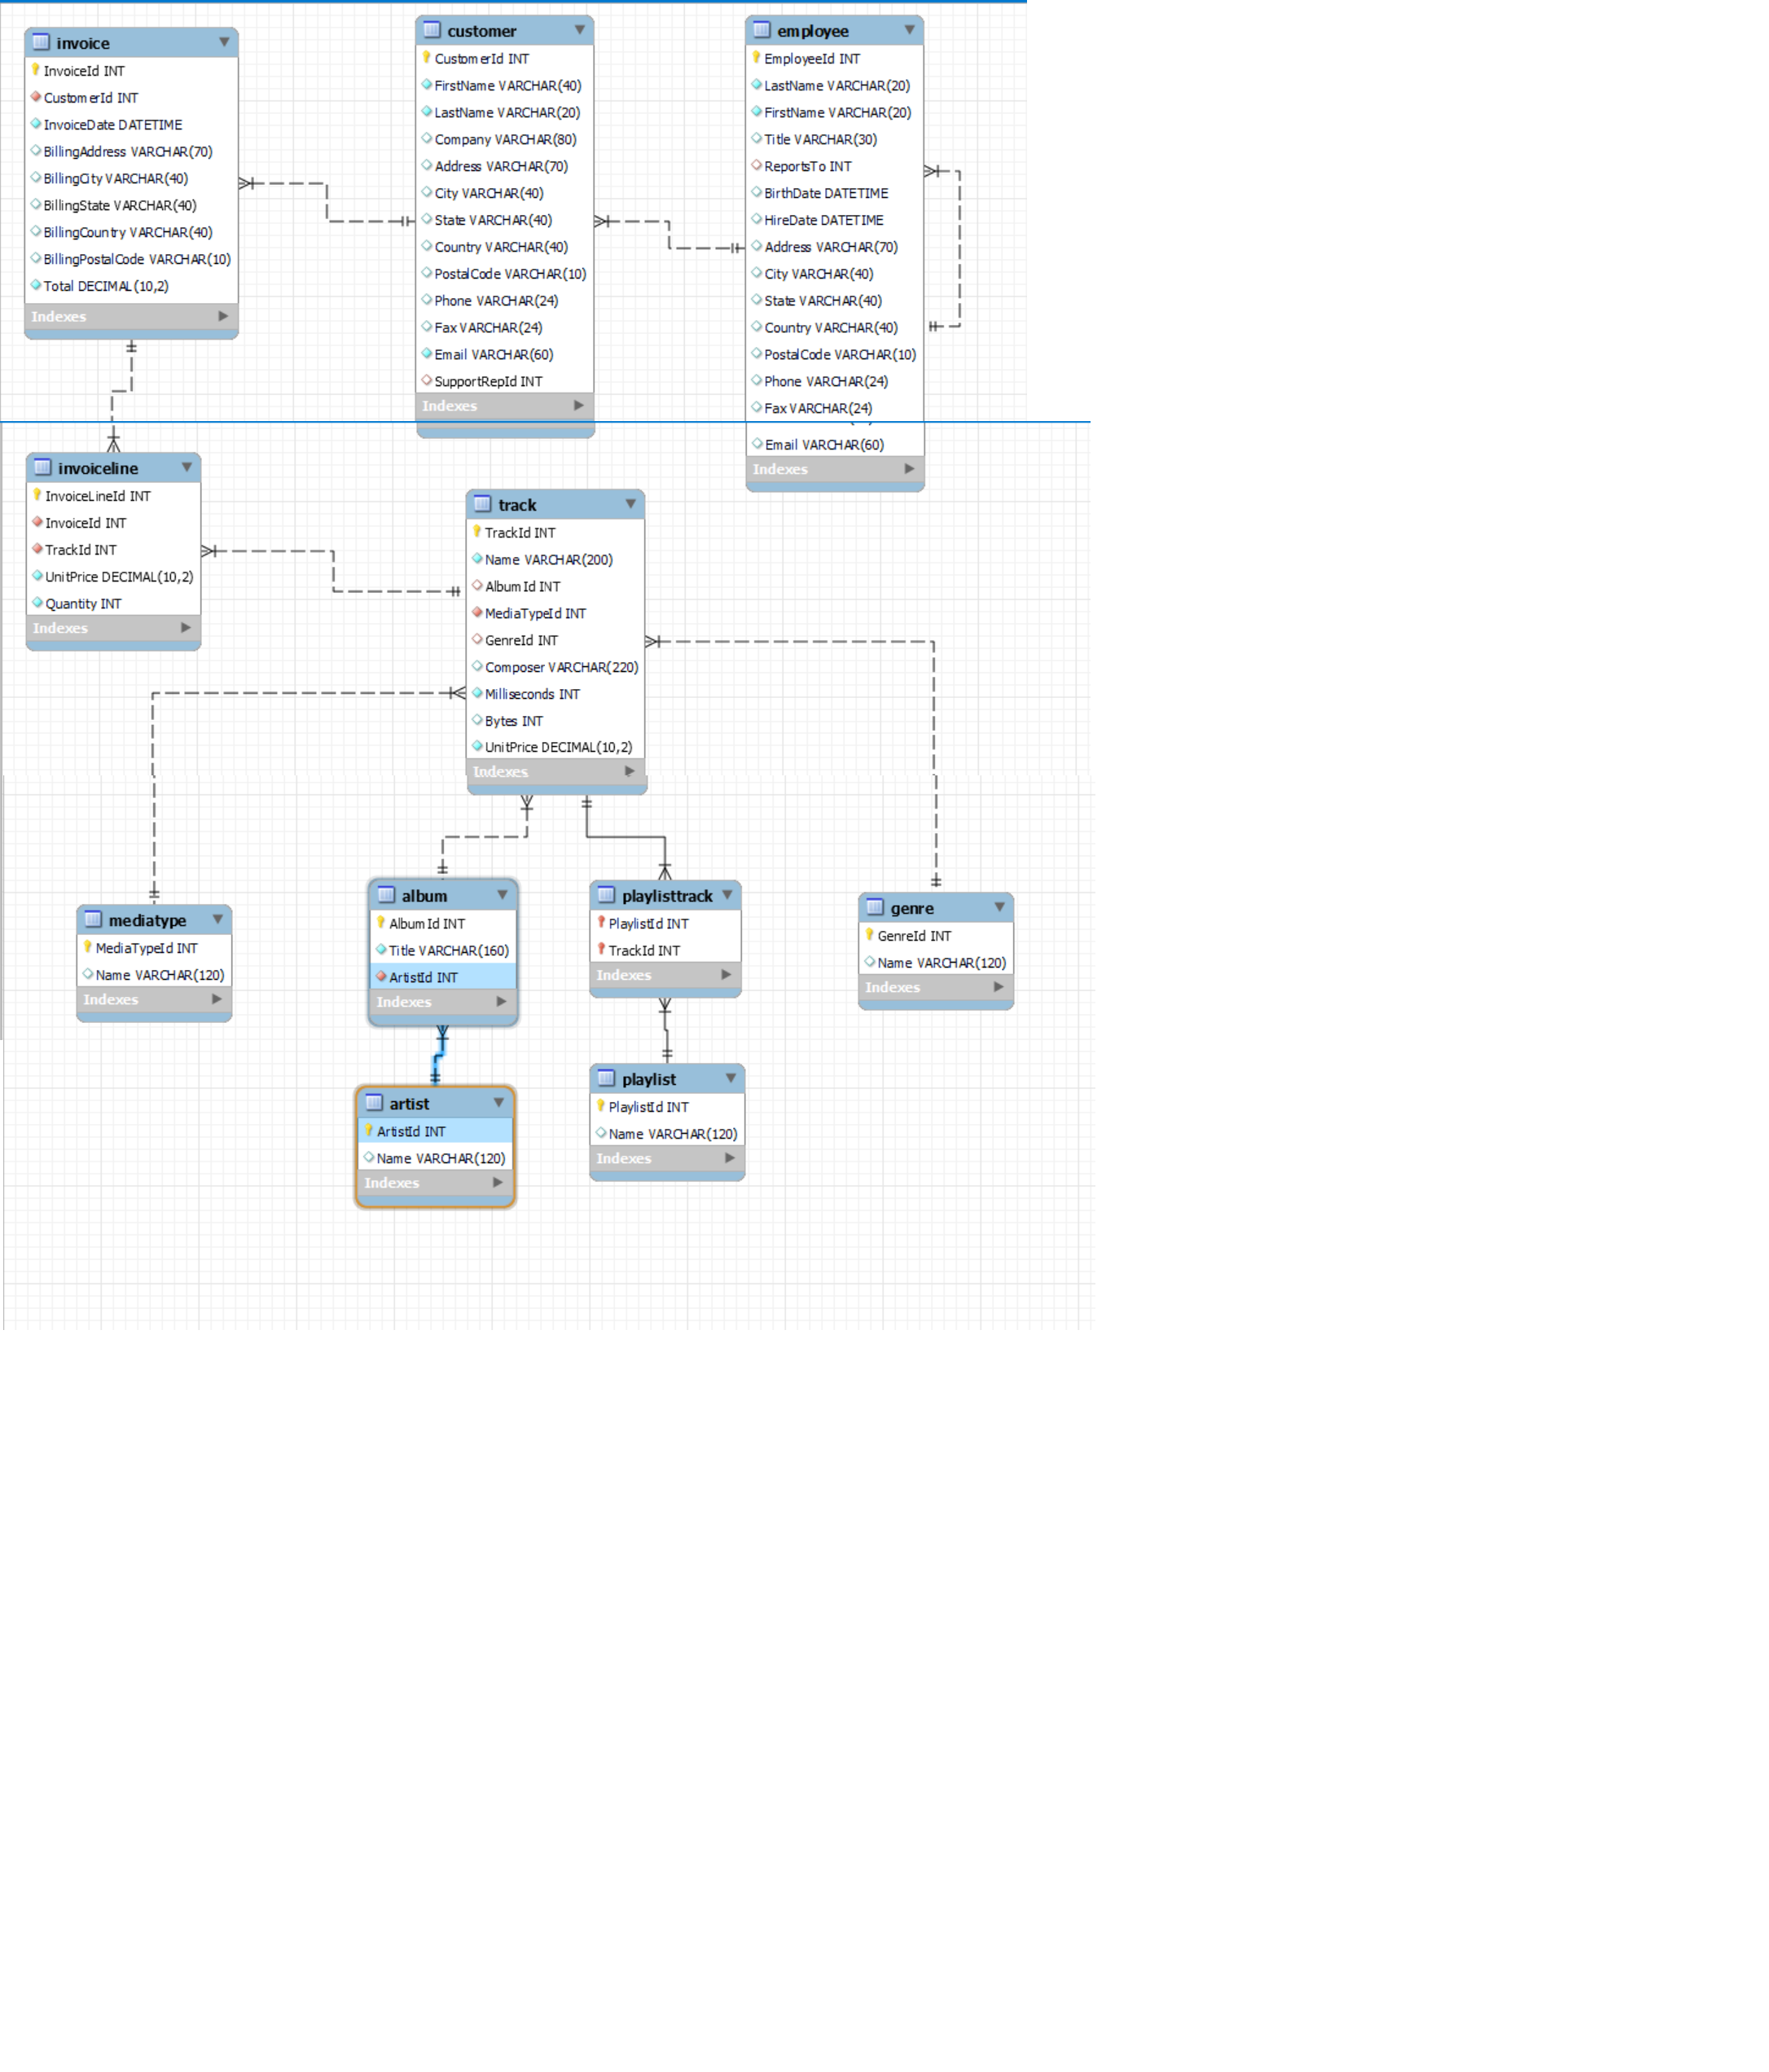 invoice
InvoiceId INT
CustomerId INT
InvoiceDate DATETIME
BillingAddress VARCHAR(70)
BillingCity VARCHAR(40)
BillingState VARCHAR(40)
BillingCountry VARCHAR(40)
BillingPostalCode VARCHAR(10)
Total DECIMAL(10,2)
Indexes
customer
CustomerId INT
FirstName VARCHAR(40)
LastName VARCHAR(20)
Company VARCHAR(80)
Address VARCHAR(70)
City VARCHAR(40)
State VARCHAR(40)
Country VARCHAR(40)
PostalCode VARCHAR(10)
Phone VARCHAR(24)
Fax VARCHAR(24)
Email VARCHAR(60)
SupportRepId INT
Indexes
employee
EmployeeId INT
LastName VARCHAR(20)
FirstName VARCHAR(20)
Title VARCHAR(30)
ReportsTo INT
BirthDate DATETIME
HireDate DATETIME
Address VARCHAR(70)
City VARCHAR(40)
State VARCHAR(40)
Country VARCHAR(40)
PostalCode VARCHAR(10)
Phone VARCHAR(24)
Fax VARCHAR(24)
Email VARCHAR(60)
Indexes
invoiceline
InvoiceLineId INT
InvoiceId INT
TrackId INT
UnitPrice DECIMAL(10,2)
Quantity INT
Indexes
track
TrackId INT
Name VARCHAR(200)
AlbumId INT
MediaTypeId INT
GenreId INT
Composer VARCHAR(220)
Milliseconds INT
Bytes INT
UnitPrice DECIMAL(10,2)
Indexes
mediatype
MediaTypeId INT
Name VARCHAR(120)
Indexes
album
AlbumId INT
Title VARCHAR(160)
ArtistId INT
Indexes
playlisttrack
PlaylistId INT
TrackId INT
Indexes
genre
GenreId INT
Name VARCHAR(120)
Indexes
artist
ArtistId INT
Name VARCHAR(120)
Indexes
playlist
PlaylistId INT
Name VARCHAR(120)
Indexes